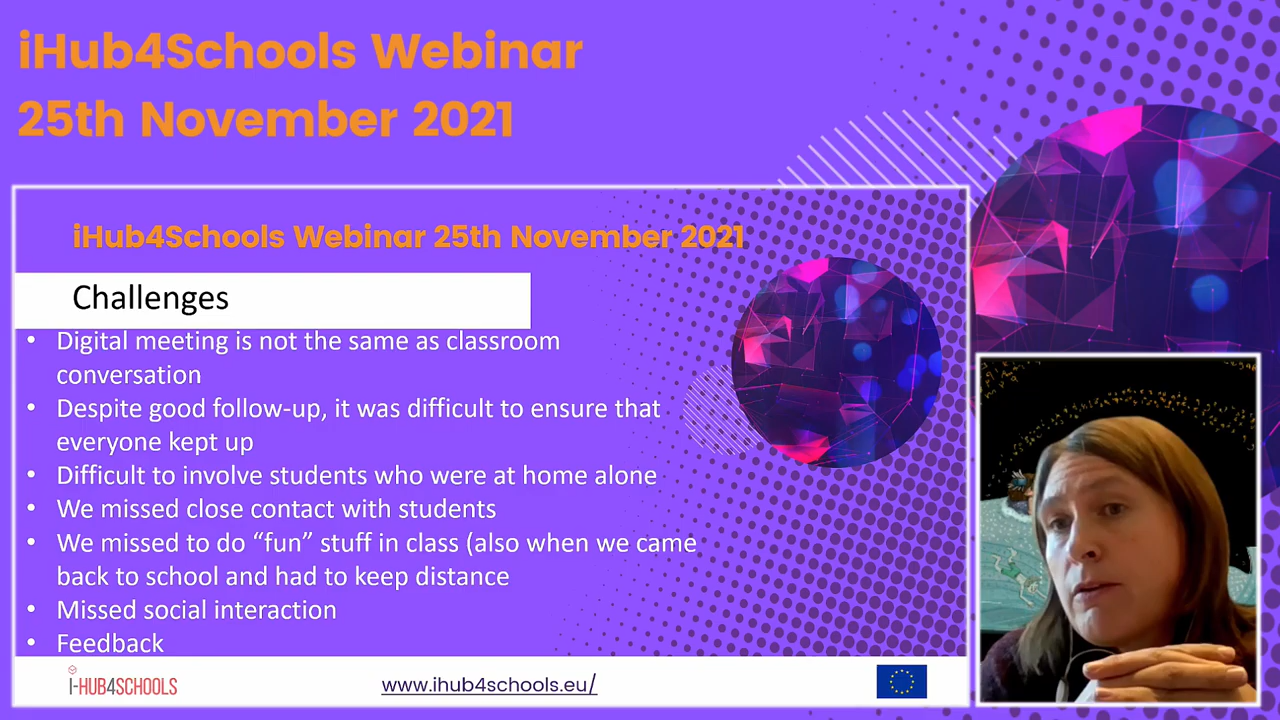 iHub4Schools Webinar
25th November 2021
iHub4Schools Webinar 25th November 2021
Challenges
• Digital meeting is not the same as classroom
conversation
• Despite good follow-up, it was difficult to ensure that
everyone kept up
• Difficult to involve students who were at home alone
• We missed close contact with students
• We missed to do “fun” stuff in class (also when we came
back to school and had to keep distance
• Missed social interaction
• Feedback
I-HUB4SCHOOLS
www.ihub4schools.eu/